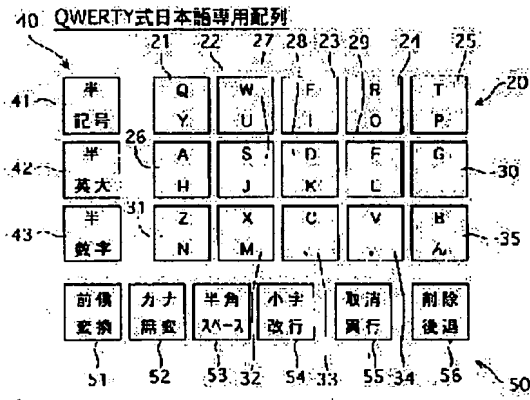 40 QWERTY式日本語専用配列
21 22 27 28 23 29 24 25
半 Q W E R T
41 記号 Y U I O P 20
26
半 A S D F G
42 英大 H J K L 30
半 31 Z X C V B
43 数字 N M 、 。 ん 35
前候 カナ 半角 小字 取消 削除
変換 無変 スペース 改行 異行 後退
51 52 53 32 54 33 55 34 56 50